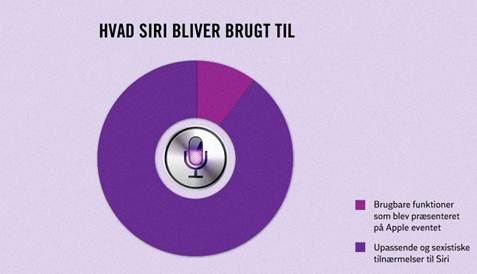 HVAD SIRI BLIVER BRUGT TIL
Brugbare funktioner
som blev præsenteret
på Apple eventet
Upassende og sexistiske
tilnærmelser til Siri